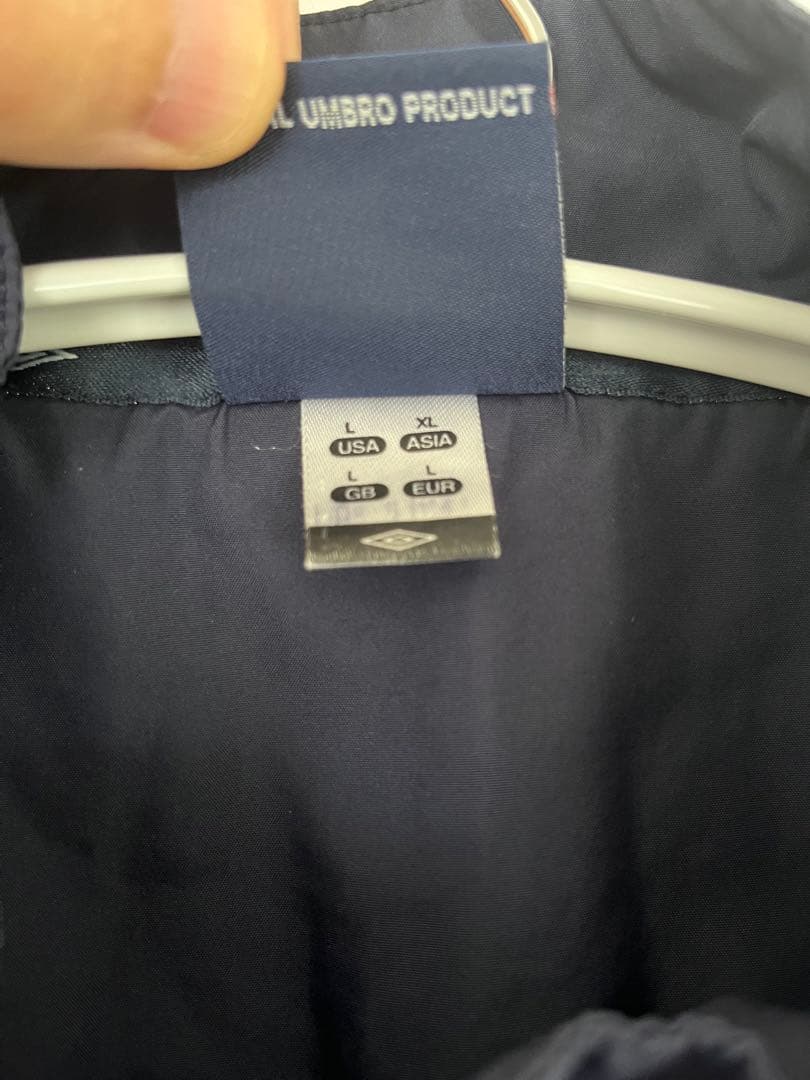 UMBRO PRODUCT
L XL
USA ASIA
L L
GB EUR